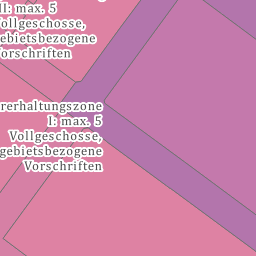 II: max. 5
Vollgeschosse,
gebietsbezogene
Vorschriften
rerhaltungszone
I: max. 5
Vollgeschosse,
gebietsbezogene
Vorschriften